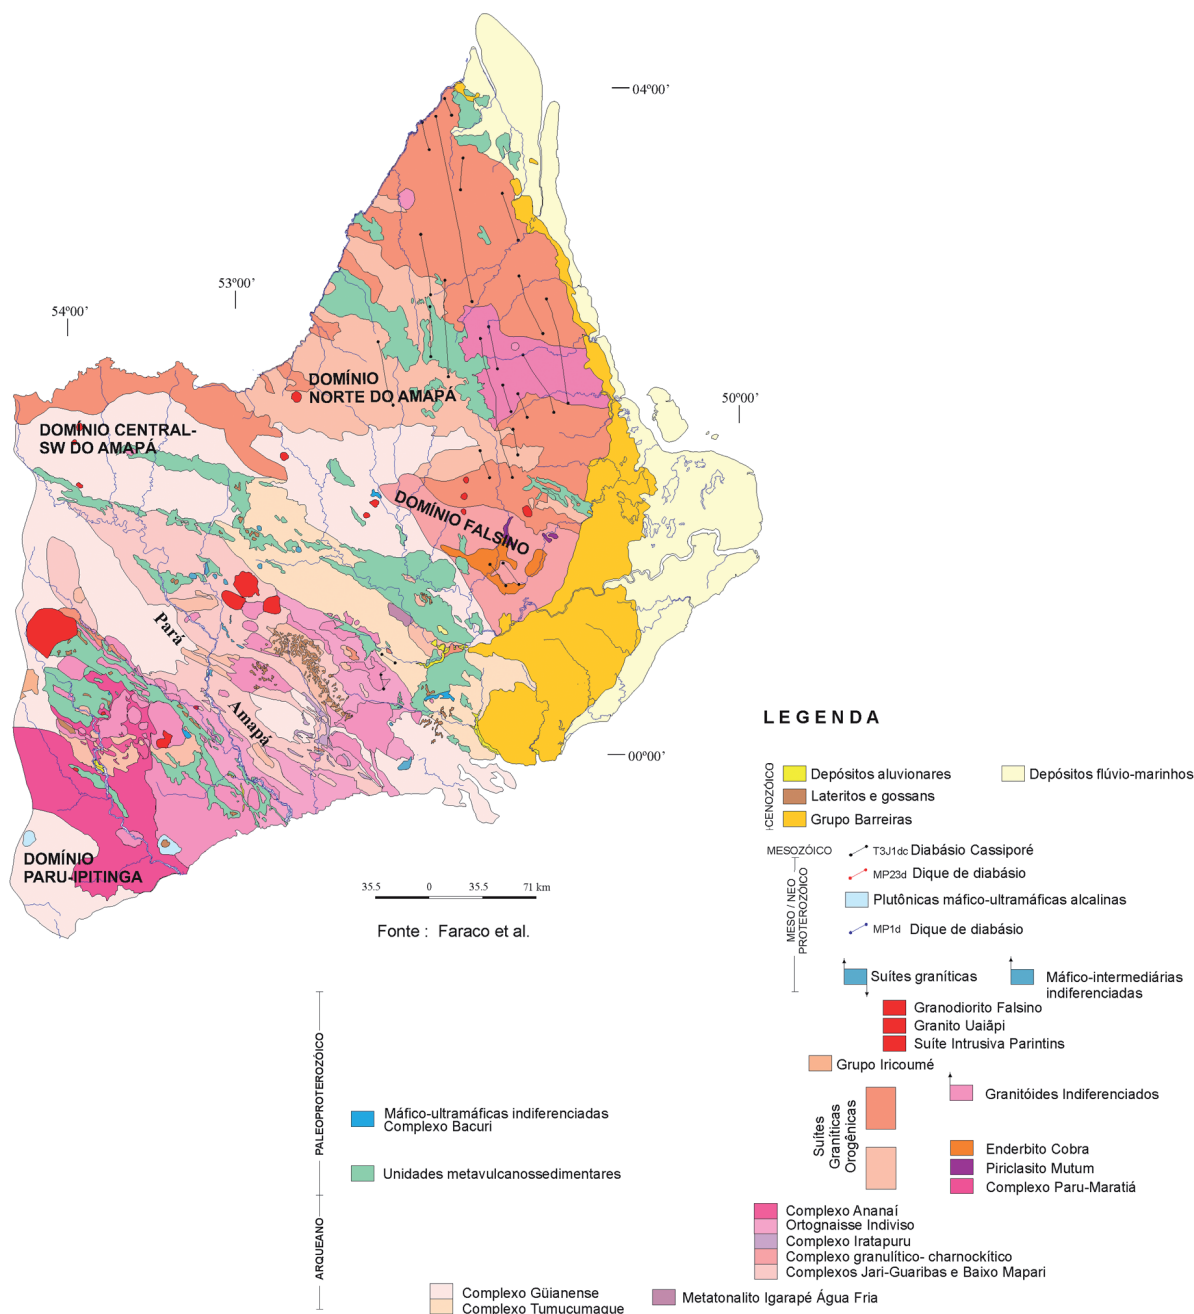 04º00'
53º00'
54º00'
50º00'
DOMÍNIO
NORTE DO AMAPÁ
DOMÍNIO CENTRAL-
SW DO AMAPÁ
DOMÍNIO FALSINO
Pará
Amapá
00º00'
DOMÍNIO
PARU-IPITINGA
35.5 0 35.5 71 km
Fonte : Faraco et al.
LEGENDA
CENOZÓICO
Depósitos aluvionares
Depósitos flúvio-marinhos
Lateritos e gossans
Grupo Barreiras
MESOZÓICO
T3J1dc Diabásio Cassiporé
MESO / NEO
PROTEROZÓICO
MP23d Dique de diabásio
Plutônicas máfico-ultramáficas alcalinas
MP1d Dique de diabásio
Suítes graníticas
Máfico-intermediárias
indiferenciadas
PALEOPROTEROZÓICO
Granodiorito Falsino
Granito Uaiãpi
Suíte Intrusiva Parintins
Grupo Iricoumé
Suítes
Graníticas
Orogênicas
Granitóides Indiferenciados
Máfico-ultramáficas indiferenciadas
Complexo Bacuri
Enderbito Cobra
Piriclasito Mutum
Complexo Paru-Maratiá
Unidades metavulcanossedimentares
ARQUEANO
Complexo Ananaí
Ortognaisse Indiviso
Complexo Iratapuru
Complexo granulítico- charnockítico
Complexos Jari-Guaribas e Baixo Mapari
Complexo Güianense
Metatonalito Igarapé Água Fria
Complexo Tumucumaque